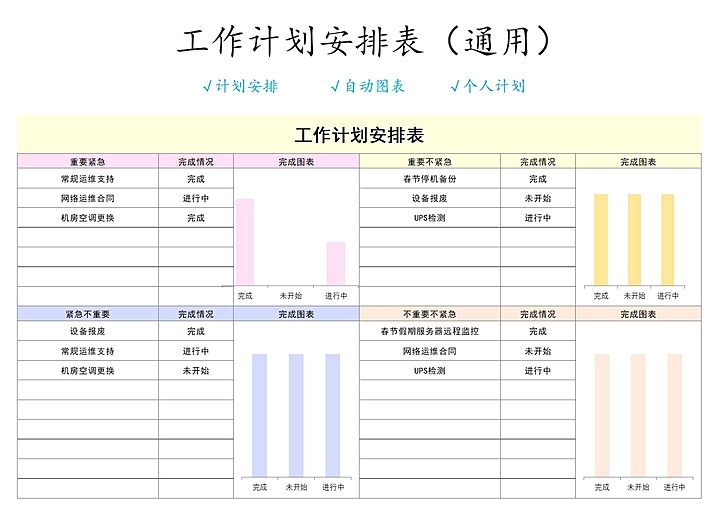 工作计划安排表（通用）
√计划安排 √自动图表 √个人计划
工作计划安排表
重要紧急 完成情况 完成图表 重要不紧急 完成情况 完成图表
常规运维支持 完成 春节停机备份 完成
网络运维合同 进行中 设备报废 未开始
机房空调更换 完成 UPS检测 进行中
完成 未开始 进行中 完成 未开始 进行中
紧急不重要 完成情况 完成图表 不重要不紧急 完成情况 完成图表
设备报废 完成 春节假期服务器远程监控 完成
常规运维支持 进行中 网络运维合同 未开始
机房空调更换 未开始 UPS检测 进行中
完成 未开始 进行中 完成 未开始 进行中